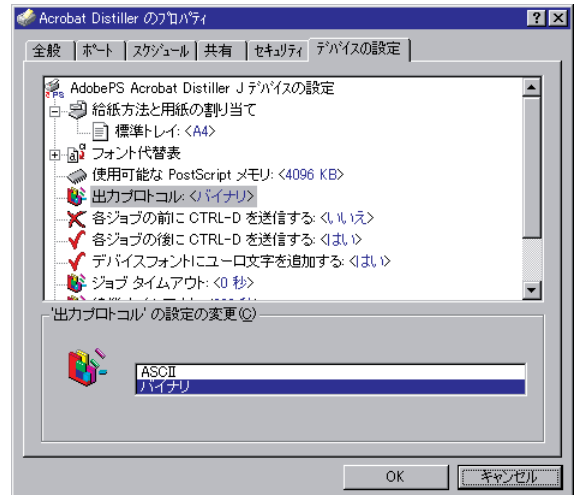 Acrobat Distiller のプロパティ
全般 ポート スケジュール 共有 セキュリティ デバイスの設定
AdobePS Acrobat Distiller J デバイスの設定
給紙方法と用紙の割り当て
標準トレイ: <A4>
フォント代替表
使用可能な PostScript メモリ: <4096 KB>
出力プロトコル: <バイナリ>
各ジョブの前に CTRL-D を送信する: <いいえ>
各ジョブの後に CTRL-D を送信する: <はい>
デバイスフォントにユーロ文字を追加する: <はい>
ジョブ タイムアウト: <0 秒>
'出力プロトコル' の設定の変更(C)
ASCII
バイナリ
OK キャンセル